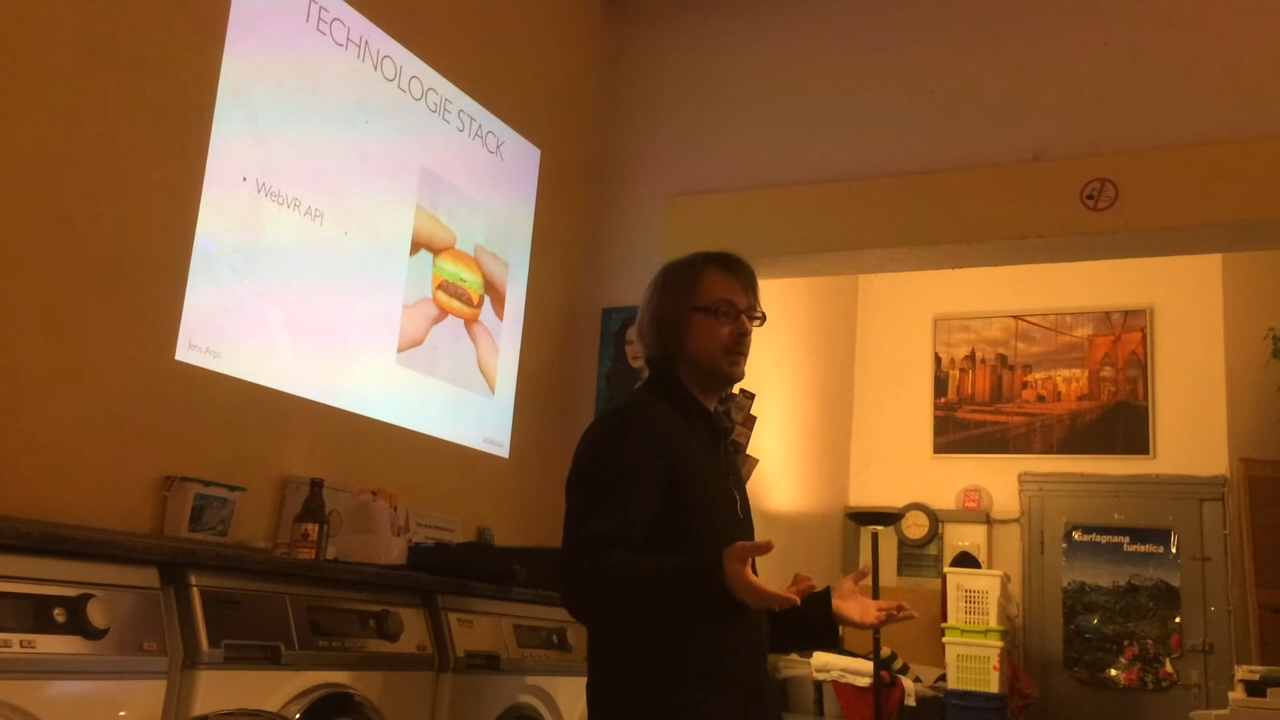 TECHNOLOGIE STACK
• WebVR API
Jens Arps
Garfagnana
turistica